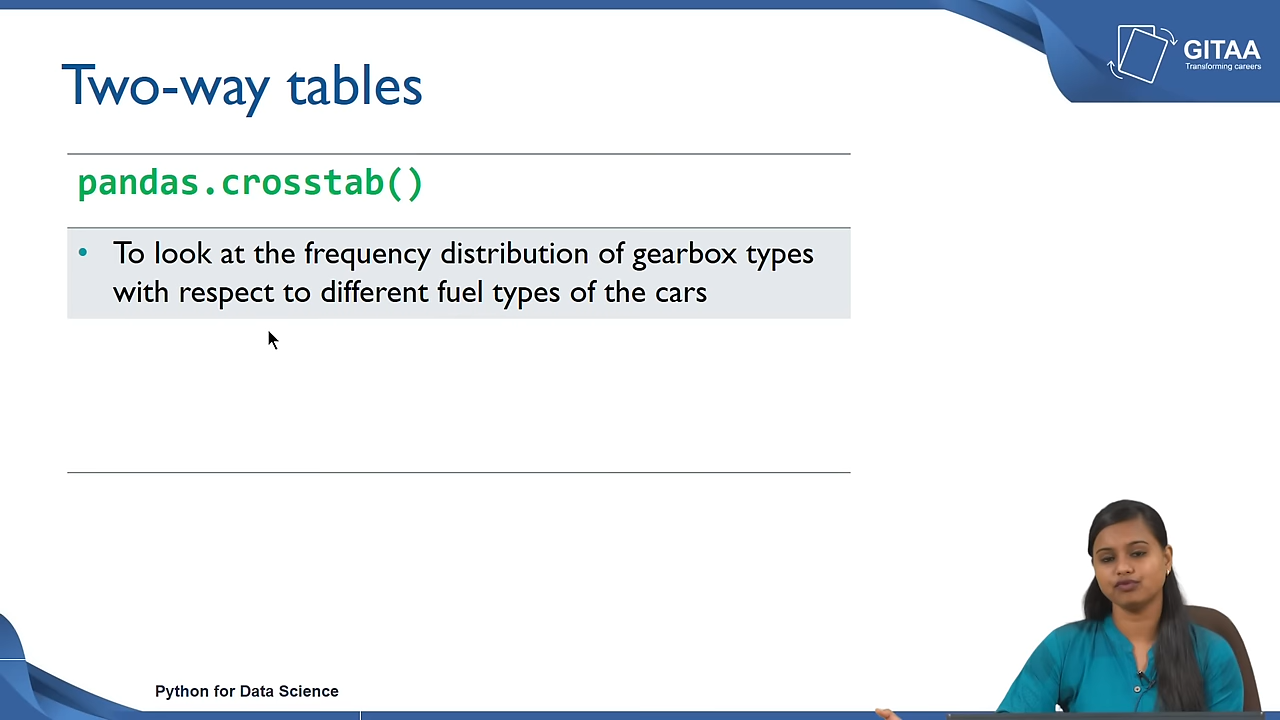 GITAA
Transforming careers
Two-way tables
pandas.crosstab()
• To look at the frequency distribution of gearbox types
with respect to different fuel types of the cars
Python for Data Science